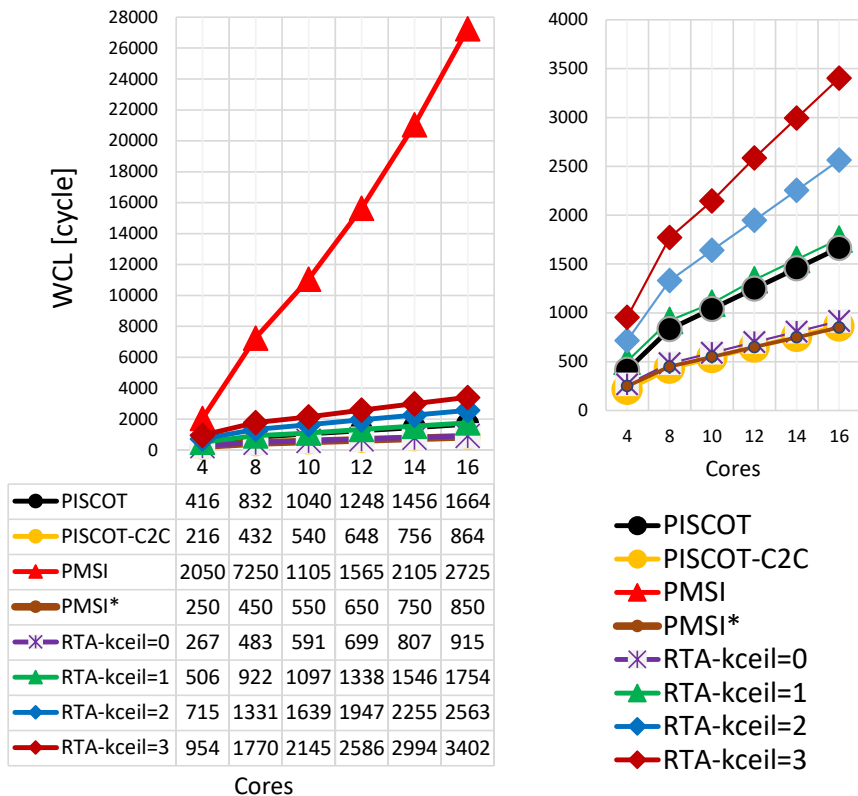 28000
26000
24000
22000
20000
18000
16000
14000
12000
10000
8000
6000
4000
2000
0
WCL [cycle]
4 8 10 12 14 16
PISCOT 416 832 1040 1248 1456 1664
PISCOT-C2C 216 432 540 648 756 864
PMSI 2050 7250 1105 1565 2105 2725
PMSI* 250 450 550 650 750 850
RTA-kceil=0 267 483 591 699 807 915
RTA-kceil=1 506 922 1097 1338 1546 1754
RTA-kceil=2 715 1331 1639 1947 2255 2563
RTA-kceil=3 954 1770 2145 2586 2994 3402
Cores
4000
3500
3000
2500
2000
1500
1000
500
0
4 8 10 12 14 16
Cores
PISCOT
PISCOT-C2C
PMSI
PMSI*
RTA-kceil=0
RTA-kceil=1
RTA-kceil=2
RTA-kceil=3